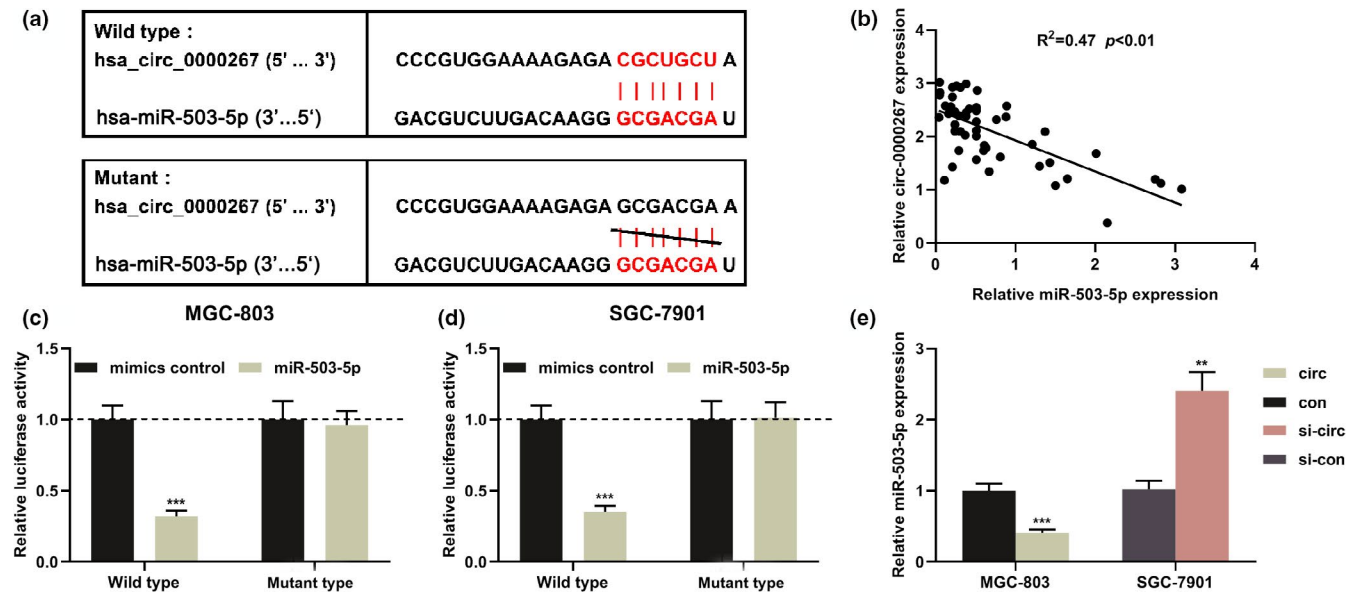 (a)
Wild type :
hsa_circ_0000267 (5' ... 3') CCCGUGGAAAAGAGA CGCUGCU A
hsa-miR-503-5p (3'...5') GACGUCUUGACAAGG GCGACGA U
Mutant :
hsa_circ_0000267 (5' ... 3') CCCGUGGAAAAGAGA GCGACGA A
hsa-miR-503-5p (3'...5') GACGUCUUGACAAGG GCGACGA U
(b)
R²=0.47 p<0.01
Relative circ-0000267 expression
4
3
2
1
0
0 1 2 3 4
Relative miR-503-5p expression
(c)
MGC-803
mimics control miR-503-5p
Relative luciferase activity
1.5
1.0
0.5
0.0
***
Wild type Mutant type
(d)
SGC-7901
mimics control miR-503-5p
Relative luciferase activity
1.5
1.0
0.5
0.0
***
Wild type Mutant type
(e)
Relative miR-503-5p expression
3
2
1
0
***
**
MGC-803 SGC-7901
circ
con
si-circ
si-con